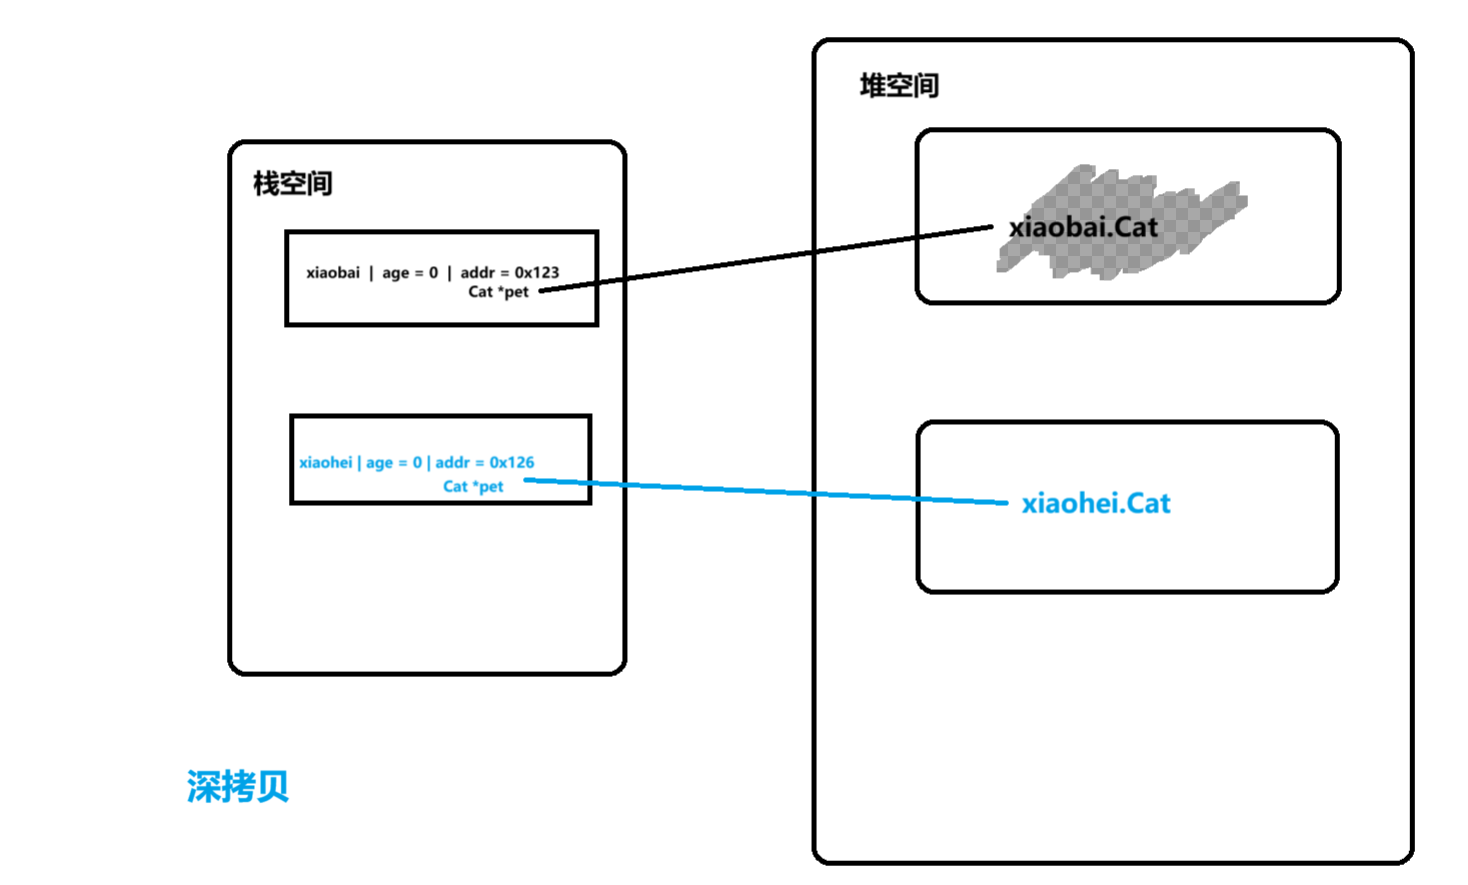 栈空间
xiaobai | age = 0 | addr = 0x123
Cat *pet
xiaohei | age = 0 | addr = 0x126
Cat *pet
堆空间
xiaobai.Cat
xiaohei.Cat
深拷贝